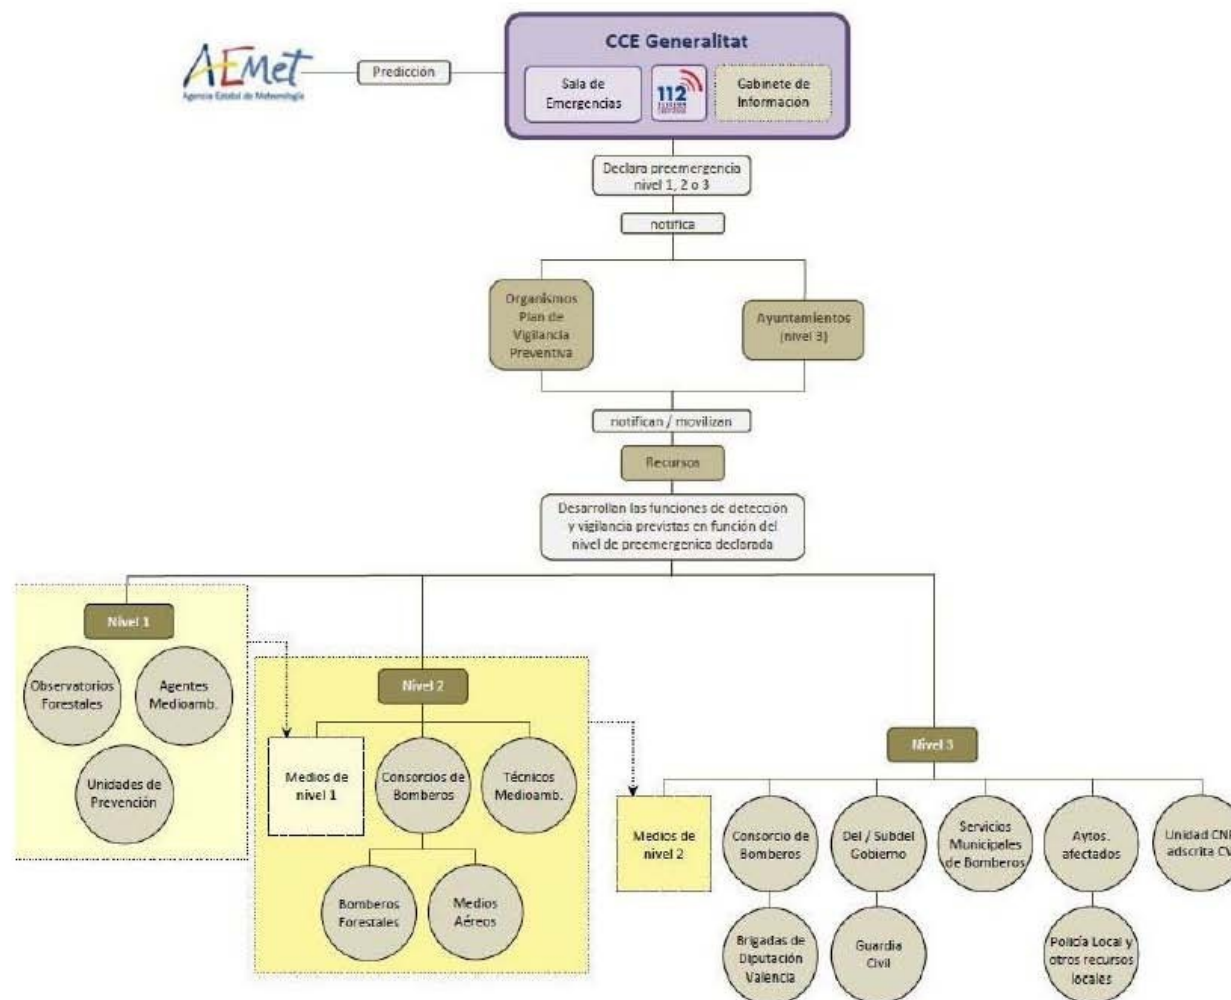 AEMet
Agencia Estatal de Meteorología
Predicción
CCE Generalitat
Sala de
Emergencias
112
Gabinete de
Información
Declara preemergencia
nivel 1, 2 o 3
notifica
Organismos
Plan de
Vigilancia
Preventiva
Ayuntamientos
(nivel 3)
notifican / movilizan
Recursos
Desarrollan las funciones de detección
y vigilancia previstas en función del
nivel de preemergenica declarada
Nivel 1
Observatorios
Forestales
Agentes
Medioamb.
Unidades de
Prevención
Nivel 2
Medios de
nivel 1
Consorcios de
Bomberos
Técnicos
Medioamb.
Bomberos
Forestales
Medios
Aéreos
Nivel 3
Medios de
nivel 2
Consorcio de
Bomberos
Del / Subdel
Gobierno
Servicios
Municipales
de Bomberos
Aytos.
afectados
Unidad CNP
adscrita CV
Brigadas de
Diputación
Valencia
Guardia
Civil
Policía Local y
otros recursos
locales